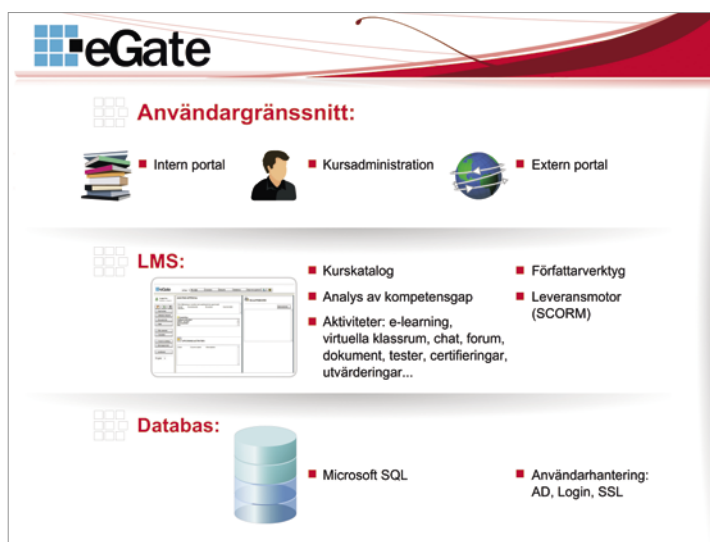 eGate
Användargränssnitt:
Intern portal
Kursadministration
Extern portal
LMS:
Kurskatalog
Analys av kompetensgap
Aktiviteter: e-learning,
virtuella klassrum, chat, forum,
dokument, tester, certifieringar,
utvärderingar...
Författarverktyg
Leveransmotor
(SCORM)
eGate
Databas:
Microsoft SQL
Användarhantering:
AD, Login, SSL